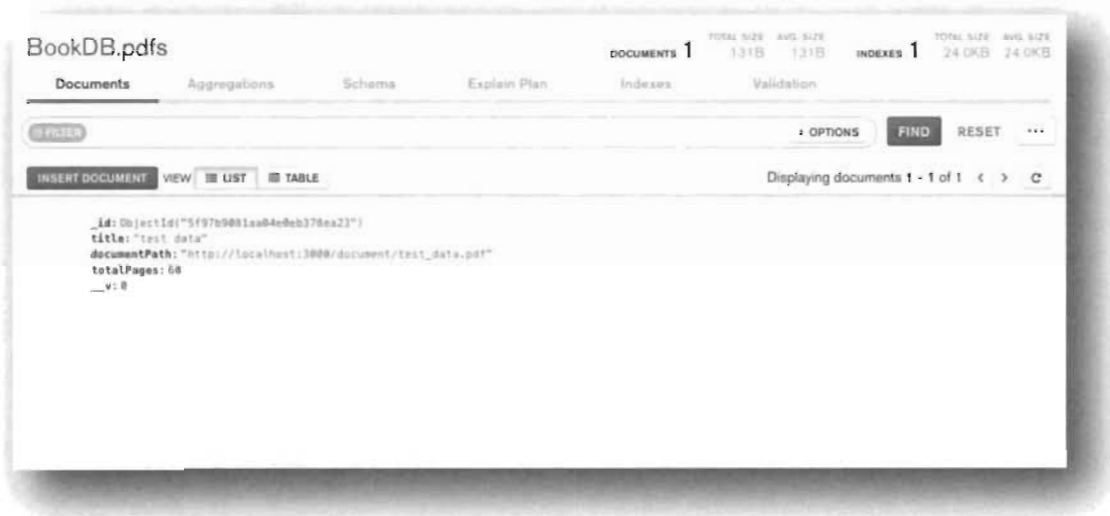 BookDB.pdfs
DOCUMENTS 1 TOTAL SIZE 131B AVG. SIZE 131B INDEXES 1 TOTAL SIZE 24.0KB AVG. SIZE 24.0KB
Documents Aggregations Schema Explain Plan Indexes Validation
FILTER OPTIONS FIND RESET ...
INSERT DOCUMENT VIEW LIST TABLE Displaying documents 1 - 1 of 1 < > C
_id: ObjectId("5f97b9081aa04e0eb378ea23")
title: "test data"
documentPath: "http://localhost:3000/document/test_data.pdf"
totalPages: 60
__v: 0